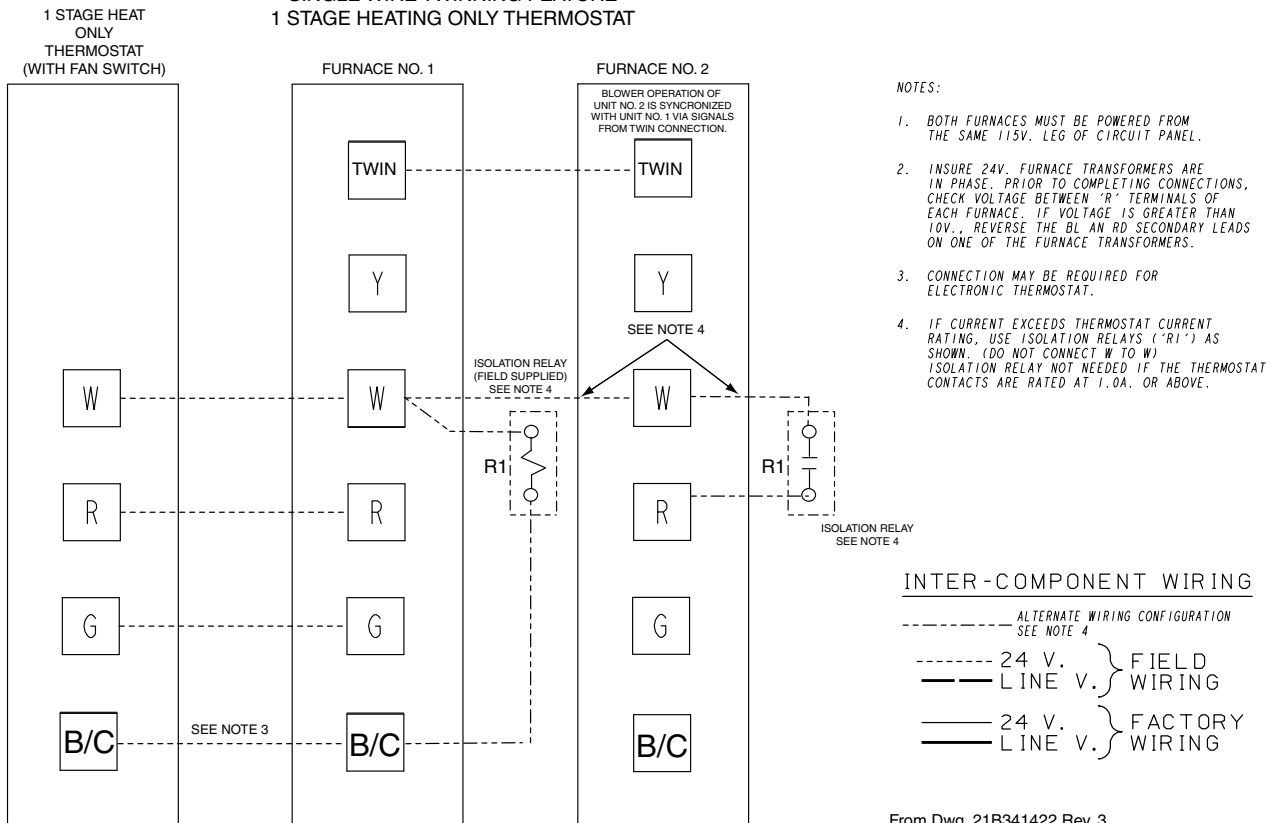 1 STAGE HEATING ONLY THERMOSTAT
1 STAGE HEAT
ONLY
THERMOSTAT
(WITH FAN SWITCH)
FURNACE NO. 1
FURNACE NO. 2
BLOWER OPERATION OF
UNIT NO. 2 IS SYNCRONIZED
WITH UNIT NO. 1 VIA SIGNALS
FROM TWIN CONNECTION.
TWIN
TWIN
Y
Y
SEE NOTE 4
ISOLATION RELAY
(FIELD SUPPLIED)
SEE NOTE 4
W
W
W
R1
R1
R
R
R
ISOLATION RELAY
SEE NOTE 4
G
G
G
B/C
SEE NOTE 3
B/C
B/C
NOTES:
1. BOTH FURNACES MUST BE POWERED FROM
THE SAME 115V. LEG OF CIRCUIT PANEL.
2. INSURE 24V. FURNACE TRANSFORMERS ARE
IN PHASE. PRIOR TO COMPLETING CONNECTIONS,
CHECK VOLTAGE BETWEEN 'R' TERMINALS OF
EACH FURNACE. IF VOLTAGE IS GREATER THAN
10V., REVERSE THE BL AN RD SECONDARY LEADS
ON ONE OF THE FURNACE TRANSFORMERS.
3. CONNECTION MAY BE REQUIRED FOR
ELECTRONIC THERMOSTAT.
4. IF CURRENT EXCEEDS THERMOSTAT CURRENT
RATING, USE ISOLATION RELAYS ('R1') AS
SHOWN. (DO NOT CONNECT W TO W)
ISOLATION RELAY NOT NEEDED IF THE THERMOSTAT
CONTACTS ARE RATED AT 1.0A. OR ABOVE.
INTER-COMPONENT WIRING
ALTERNATE WIRING CONFIGURATION
SEE NOTE 4
24 V.
LINE V.
FIELD
WIRING
24 V.
LINE V.
FACTORY
WIRING
From Dwg. 21B341422 Rev. 3